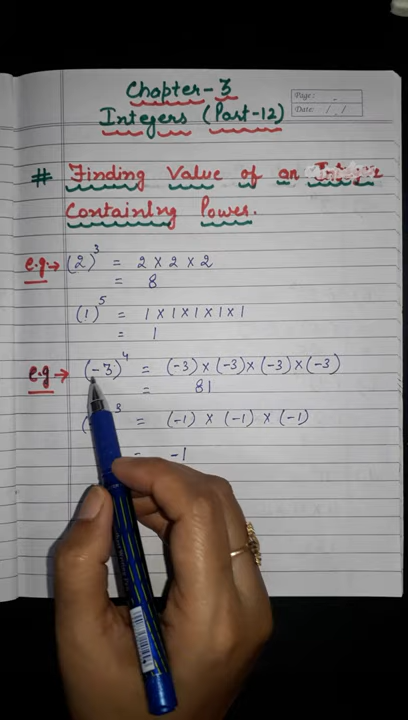 Chapter-3
Integers (Part-12)
Page:
Date: / /
# Finding Value of an Integer
Containing Power.
e.g.→ (2)³ = 2 × 2 × 2
= 8
(1)⁵ = 1 × 1 × 1 × 1 × 1
= 1
e.g → (-3)⁴ = (-3) × (-3) × (-3) × (-3)
= 81
( ³ = (-1) × (-1) × (-1)
= -1